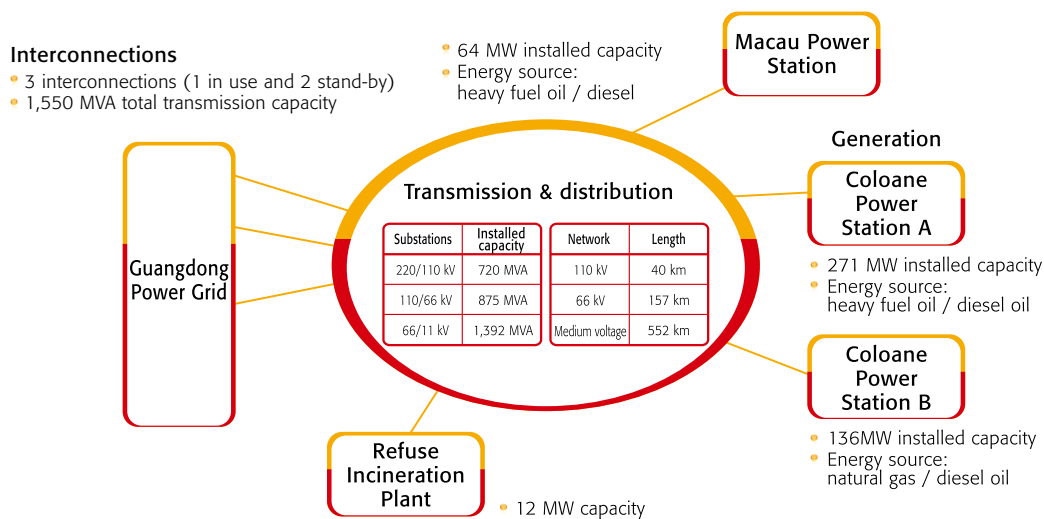 Interconnections
3 interconnections (1 in use and 2 stand-by)
1,550 MVA total transmission capacity
Guangdong
Power Grid
64 MW installed capacity
Energy source:
heavy fuel oil / diesel
Macau Power
Station
Transmission & distribution
Substations Installed
capacity
220/110 kV 720 MVA
110/66 kV 875 MVA
66/11 kV 1,392 MVA
Network Length
110 kV 40 km
66 kV 157 km
Medium voltage 552 km
Generation
Coloane
Power
Station A
271 MW installed capacity
Energy source:
heavy fuel oil / diesel oil
Coloane
Power
Station B
136MW installed capacity
Energy source:
natural gas / diesel oil
Refuse
Incineration
Plant
12 MW capacity